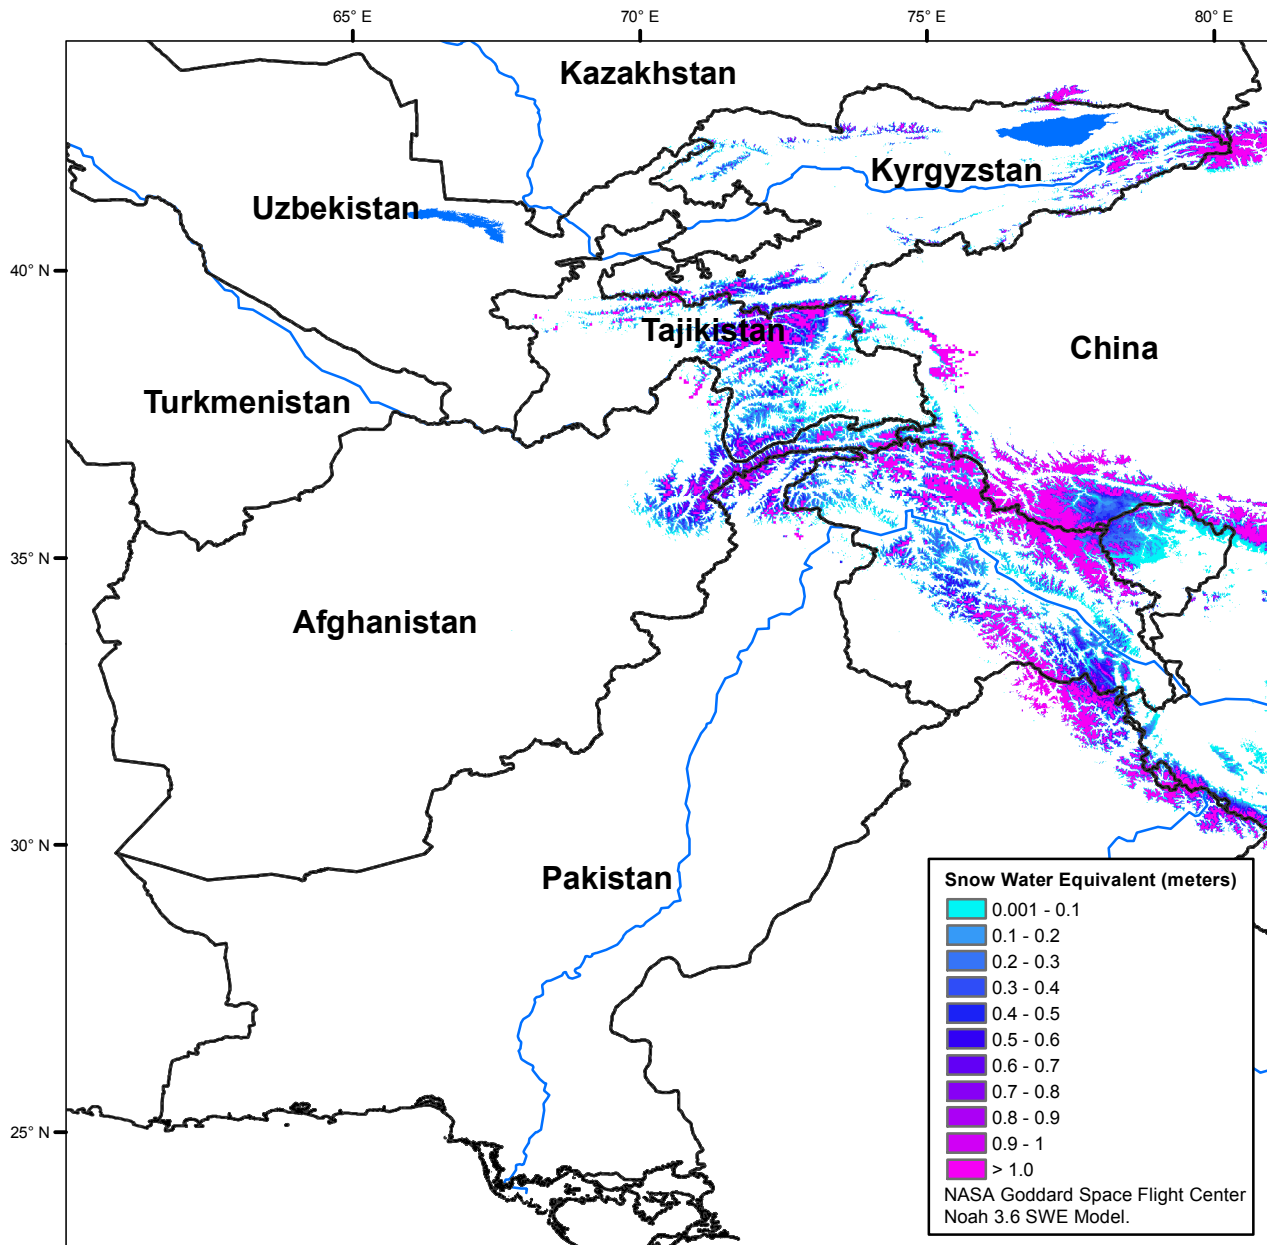 65° E
70° E
75° E
80° E
Kazakhstan
Kyrgyzstan
Uzbekistan
40° N
Tajikistan
China
Turkmenistan
35° N
Afghanistan
30° N
Pakistan
25° N
Snow Water Equivalent (meters)
0.001 - 0.1
0.1 - 0.2
0.2 - 0.3
0.3 - 0.4
0.4 - 0.5
0.5 - 0.6
0.6 - 0.7
0.7 - 0.8
0.8 - 0.9
0.9 - 1
> 1.0
NASA Goddard Space Flight Center
Noah 3.6 SWE Model.